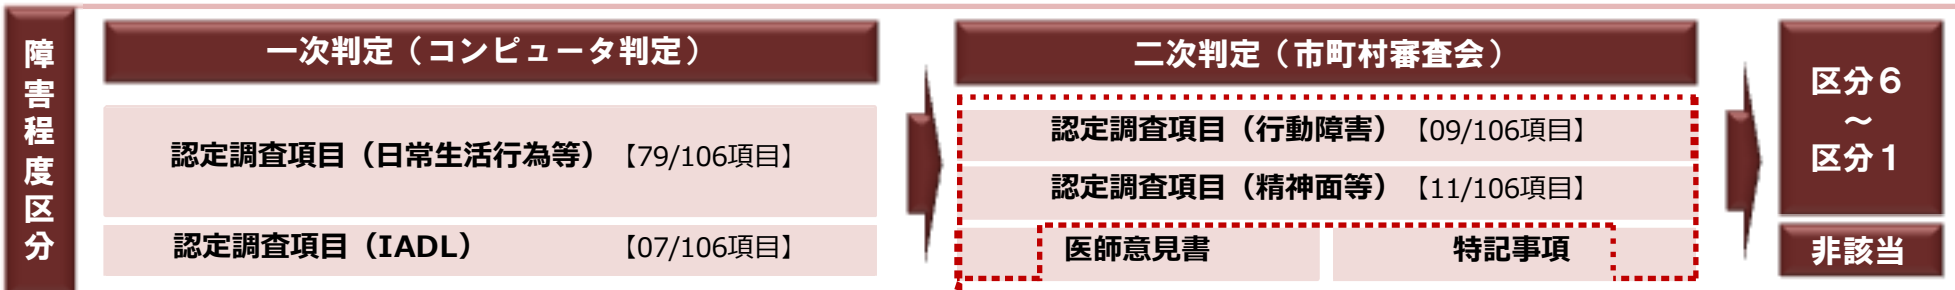 障害程度区分
一次判定（コンピュータ判定）
認定調査項目（日常生活行為等）【79/106項目】
認定調査項目（IADL）【07/106項目】
二次判定（市町村審査会）
認定調査項目（行動障害）【09/106項目】
認定調査項目（精神面等）【11/106項目】
医師意見書
特記事項
区分６
～
区分１
非該当